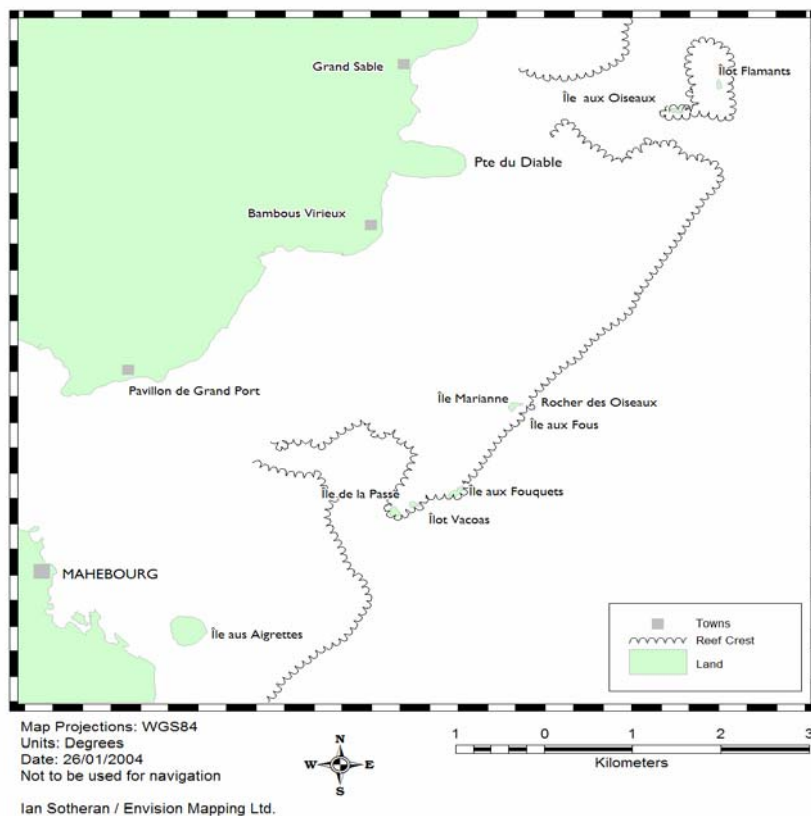 Grand Sable
Îlot Flamants
Île aux Oiseaux
Pte du Diable
Bambous Virieux
Pavillon de Grand Port
Île Marianne
Rocher des Oiseaux
Île aux Fous
Île de la Passe
Île aux Fouquets
Îlot Vacoas
MAHEBOURG
Île aus Aigrettes
Towns
Reef Crest
Land
Map Projections: WGS84
Units: Degrees
Date: 26/01/2004
Not to be used for navigation
Ian Sotheran / Envision Mapping Ltd.
N
W E
S
1 0 1 2 3
Kilometers